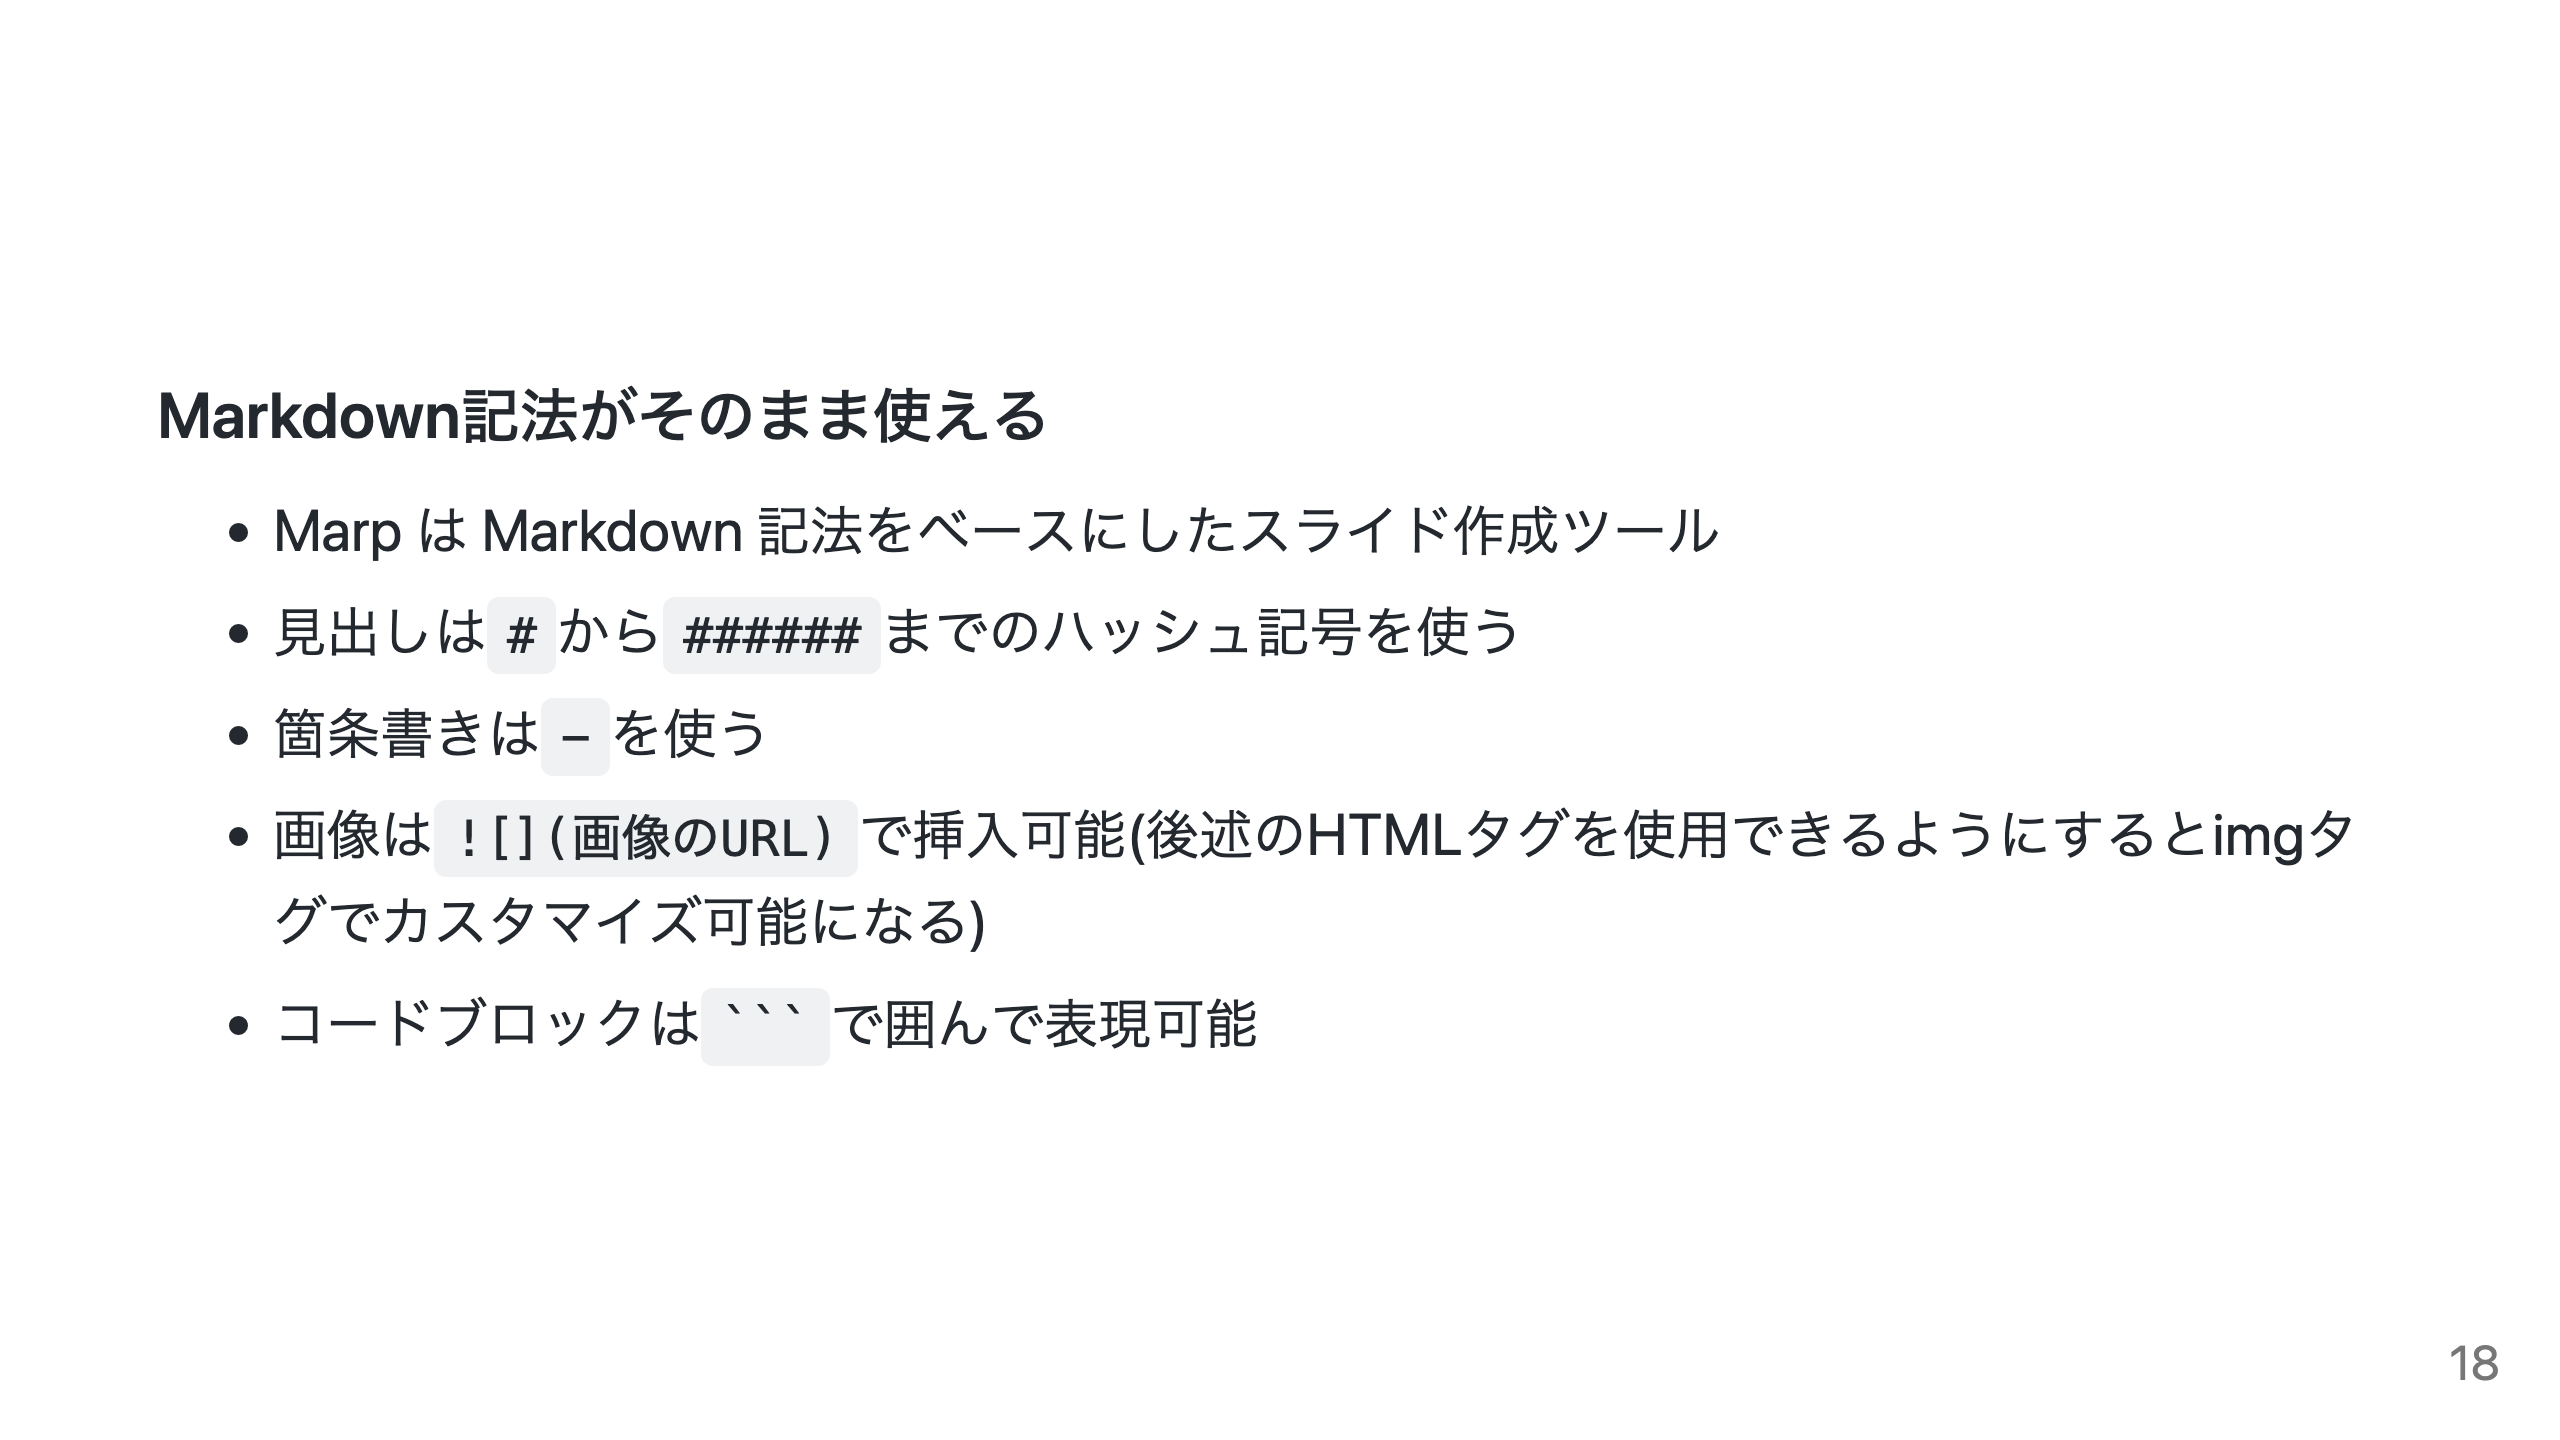 Markdown記法がそのまま使える
• Marp は Markdown 記法をベースにしたスライド作成ツール
• 見出しは # から ###### までのハッシュ記号を使う
• 箇条書きは - を使う
• 画像は ![](画像のURL) で挿入可能(後述のHTMLタグを使用できるようにするとimgタ
グでカスタマイズ可能になる)
• コードブロックは ``` で囲んで表現可能
18